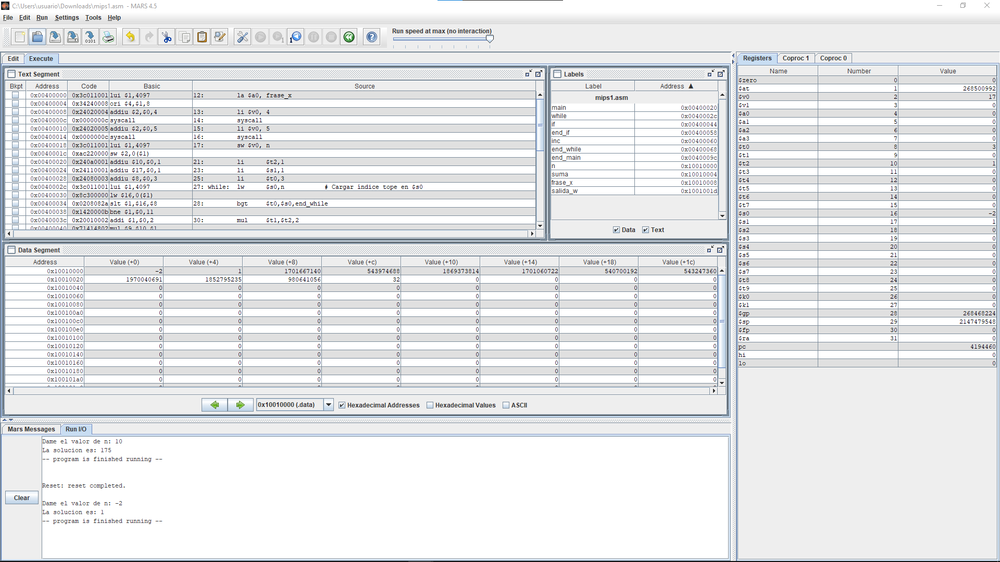 C:\Users\usuario\Downloads\mips1.asm - MARS 4.5
File Edit Run Settings Tools Help
Run speed at max (no interaction)
Edit Execute
Text Segment
Bkpt Address Code Basic Source
0x00400000 0x3c011001 lui $1,4097 12: la $a0, frase_x
0x00400004 0x34240008 ori $4,$1,8
0x00400008 0x24020004 addiu $2,$0,4 13: li $v0, 4
0x0040000c 0x0000000c syscall 14: syscall
0x00400010 0x24020005 addiu $2,$0,5 15: li $v0, 5
0x00400014 0x0000000c syscall 16: syscall
0x00400018 0x3c011001 lui $1,4097 17: sw $v0, n
0x0040001c 0xac220000 sw $2,0($1)
0x00400020 0x240a0001 addiu $10,$0,1 21: li $t2,1
0x00400024 0x24110001 addiu $17,$0,1 23: li $s1,1
0x00400028 0x24080003 addiu $8,$0,3 25: li $t0,3
0x0040002c 0x3c011001 lui $1,4097 27: while: lw $s0,n # Cargar índice tope en $s0
0x00400030 0x8c300000 lw $16,0($1)
0x00400034 0x0208082a slt $1,$16,$8 28: bgt $t0,$s0,end_while
0x00400038 0x1420000b bne $1,$0,11
0x0040003c 0x20010002 addi $1,$0,2 30: mul $t1,$t2,2
0x00400040 0x71414802 mul $9,$10,$1
Labels
Label Address ▲
mips1.asm
main 0x00400020
while 0x0040002c
if 0x00400044
end_if 0x00400058
inc 0x00400060
end_while 0x00400068
end_main 0x0040009c
n 0x10010000
suma 0x10010004
frase_x 0x10010008
salida_w 0x1001001d
Data Text
Data Segment
Address Value (+0) Value (+4) Value (+8) Value (+c) Value (+10) Value (+14) Value (+18) Value (+1c)
0x10010000 -2 1 1701667140 543974688 1869373814 1701060722 540700192 543247360
0x10010020 1970040691 1852795235 980641056 32 0 0 0 0
0x10010040 0 0 0 0 0 0 0 0
0x10010060 0 0 0 0 0 0 0 0
0x10010080 0 0 0 0 0 0 0 0
0x100100a0 0 0 0 0 0 0 0 0
0x100100c0 0 0 0 0 0 0 0 0
0x100100e0 0 0 0 0 0 0 0 0
0x10010100 0 0 0 0 0 0 0 0
0x10010120 0 0 0 0 0 0 0 0
0x10010140 0 0 0 0 0 0 0 0
0x10010160 0 0 0 0 0 0 0 0
0x10010180 0 0 0 0 0 0 0 0
0x100101a0 0 0 0 0 0 0 0 0
0x10010000 (.data) Hexadecimal Addresses Hexadecimal Values ASCII
Mars Messages Run I/O
Clear
Dame el valor de n: 10
La solucion es: 175
-- program is finished running --
Reset: reset completed.
Dame el valor de n: -2
La solucion es: 1
-- program is finished running --
Registers Coproc 1 Coproc 0
Name Number Value
$zero 0 0
$at 1 268500992
$v0 2 17
$v1 3 0
$a0 4 0
$a1 5 0
$a2 6 0
$a3 7 0
$t0 8 3
$t1 9 0
$t2 10 1
$t3 11 0
$t4 12 0
$t5 13 0
$t6 14 0
$t7 15 0
$s0 16 -2
$s1 17 1
$s2 18 0
$s3 19 0
$s4 20 0
$s5 21 0
$s6 22 0
$s7 23 0
$t8 24 0
$t9 25 0
$k0 26 0
$k1 27 0
$gp 28 268468224
$sp 29 2147479548
$fp 30 0
$ra 31 0
pc 4194460
hi 0
lo 0